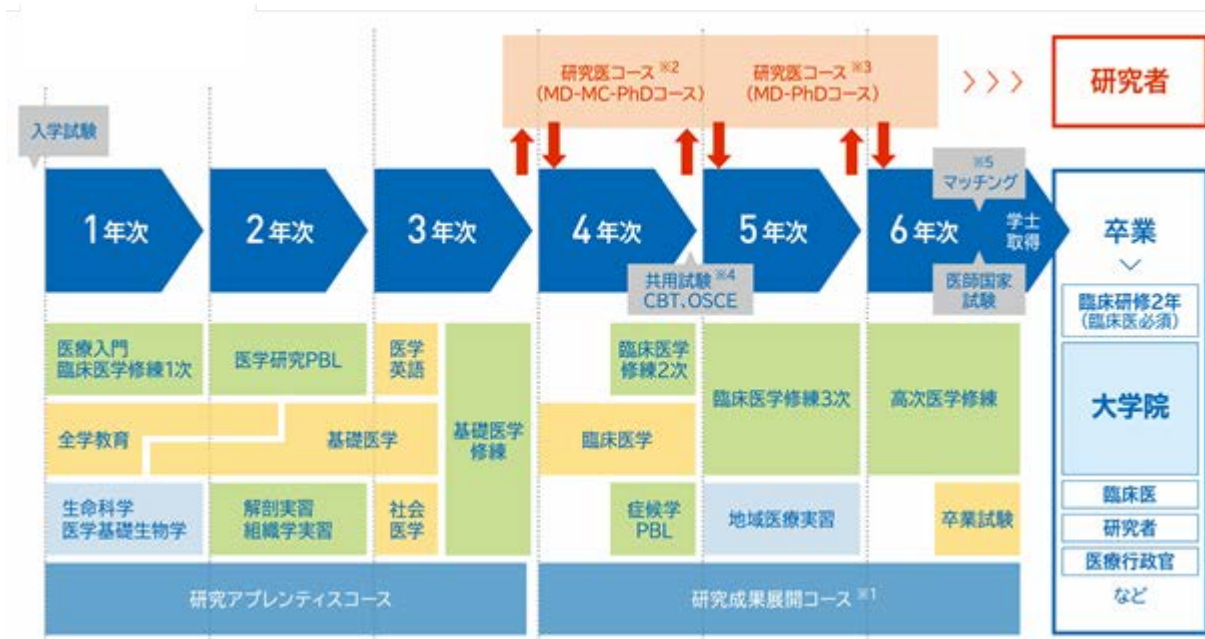 研究医コース※2
(MD-MC-PhDコース)
研究医コース※3
(MD-PhDコース)
研究者
入学試験
1年次
2年次
3年次
4年次
5年次
6年次
※5
マッチング
学士
取得
共用試験※4
CBT.OSCE
医師国家
試験
卒業
臨床研修2年
(臨床医必須)
大学院
臨床医
研究者
医療行政官
など
医療入門
臨床医学修練1次
医学研究PBL
医学
英語
基礎医学
修練
臨床医学
修練2次
臨床医学修練3次
高次医学修練
全学教育
基礎医学
臨床医学
生命科学
医学基礎生物学
解剖実習
組織学実習
社会
医学
症候学
PBL
地域医療実習
卒業試験
研究アプレンティスコース
研究成果展開コース※1